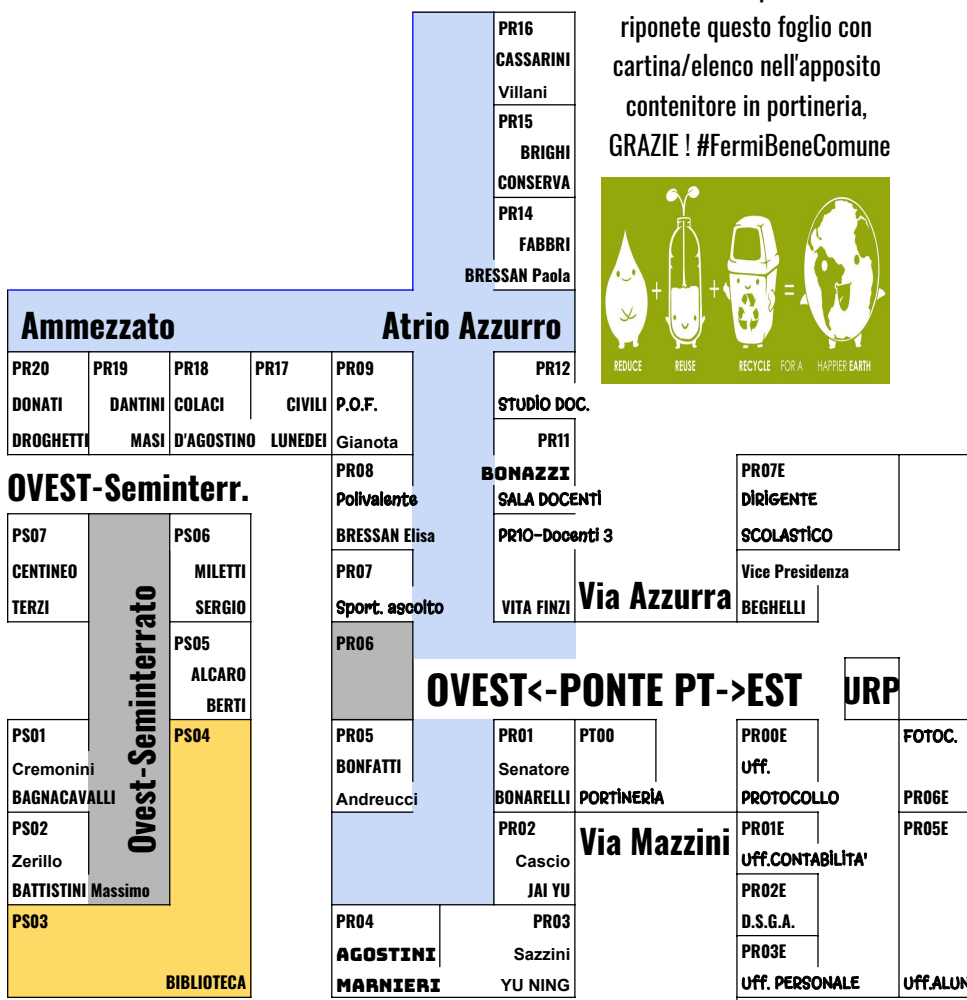 riponete questo foglio con
cartina/elenco nell'apposito
contenitore in portineria,
GRAZIE ! #FermiBeneComune
PR16
CASSARINI
Villani
PR15
BRIGHI
CONSERVA
PR14
FABBRI
BRESSAN Paola
+ + =
REDUCE REUSE RECYCLE FOR A HAPPIER EARTH
Ammezzato Atrio Azzurro
PR20 PR19 PR18 PR17 PR09 PR12
DONATI DANTINI COLACI CIVILI P.O.F. STUDIO DOC.
DROGHETTI MASI D'AGOSTINO LUNEDEI Gianota PR11
OVEST-Seminterr.
PR08 BONAZZI PR07E
Polivalente SALA DOCENTI DIRIGENTE
PS07 PS06 BRESSAN Elisa PR10-Docenti 3 SCOLASTICO
CENTINEO MILETTI PR07 Vice Presidenza
TERZI SERGIO Sport. ascolto VITA FINZI Via Azzurra BEGHELLI
Ovest-Seminterrato
PS05 PR06
ALCARO
BERTI
OVEST<-PONTE PT->EST URP
PS01 PS04 PR05 PR01 PT00 PR00E FOTOC.
Cremonini BONFATTI Senatore Uff.
BAGNACAVALLI Andreucci BONARELLI PORTINERIA PROTOCOLLO PR06E
PS02 PR02 Via Mazzini PR01E PR05E
Zerillo Cascio Uff.CONTABILITA'
BATTISTINI Massimo JAI YU PR02E
PS03 PR04 PR03 D.S.G.A.
AGOSTINI Sazzini PR03E
BIBLIOTECA MARNIERI YU NING Uff. PERSONALE Uff.ALUN